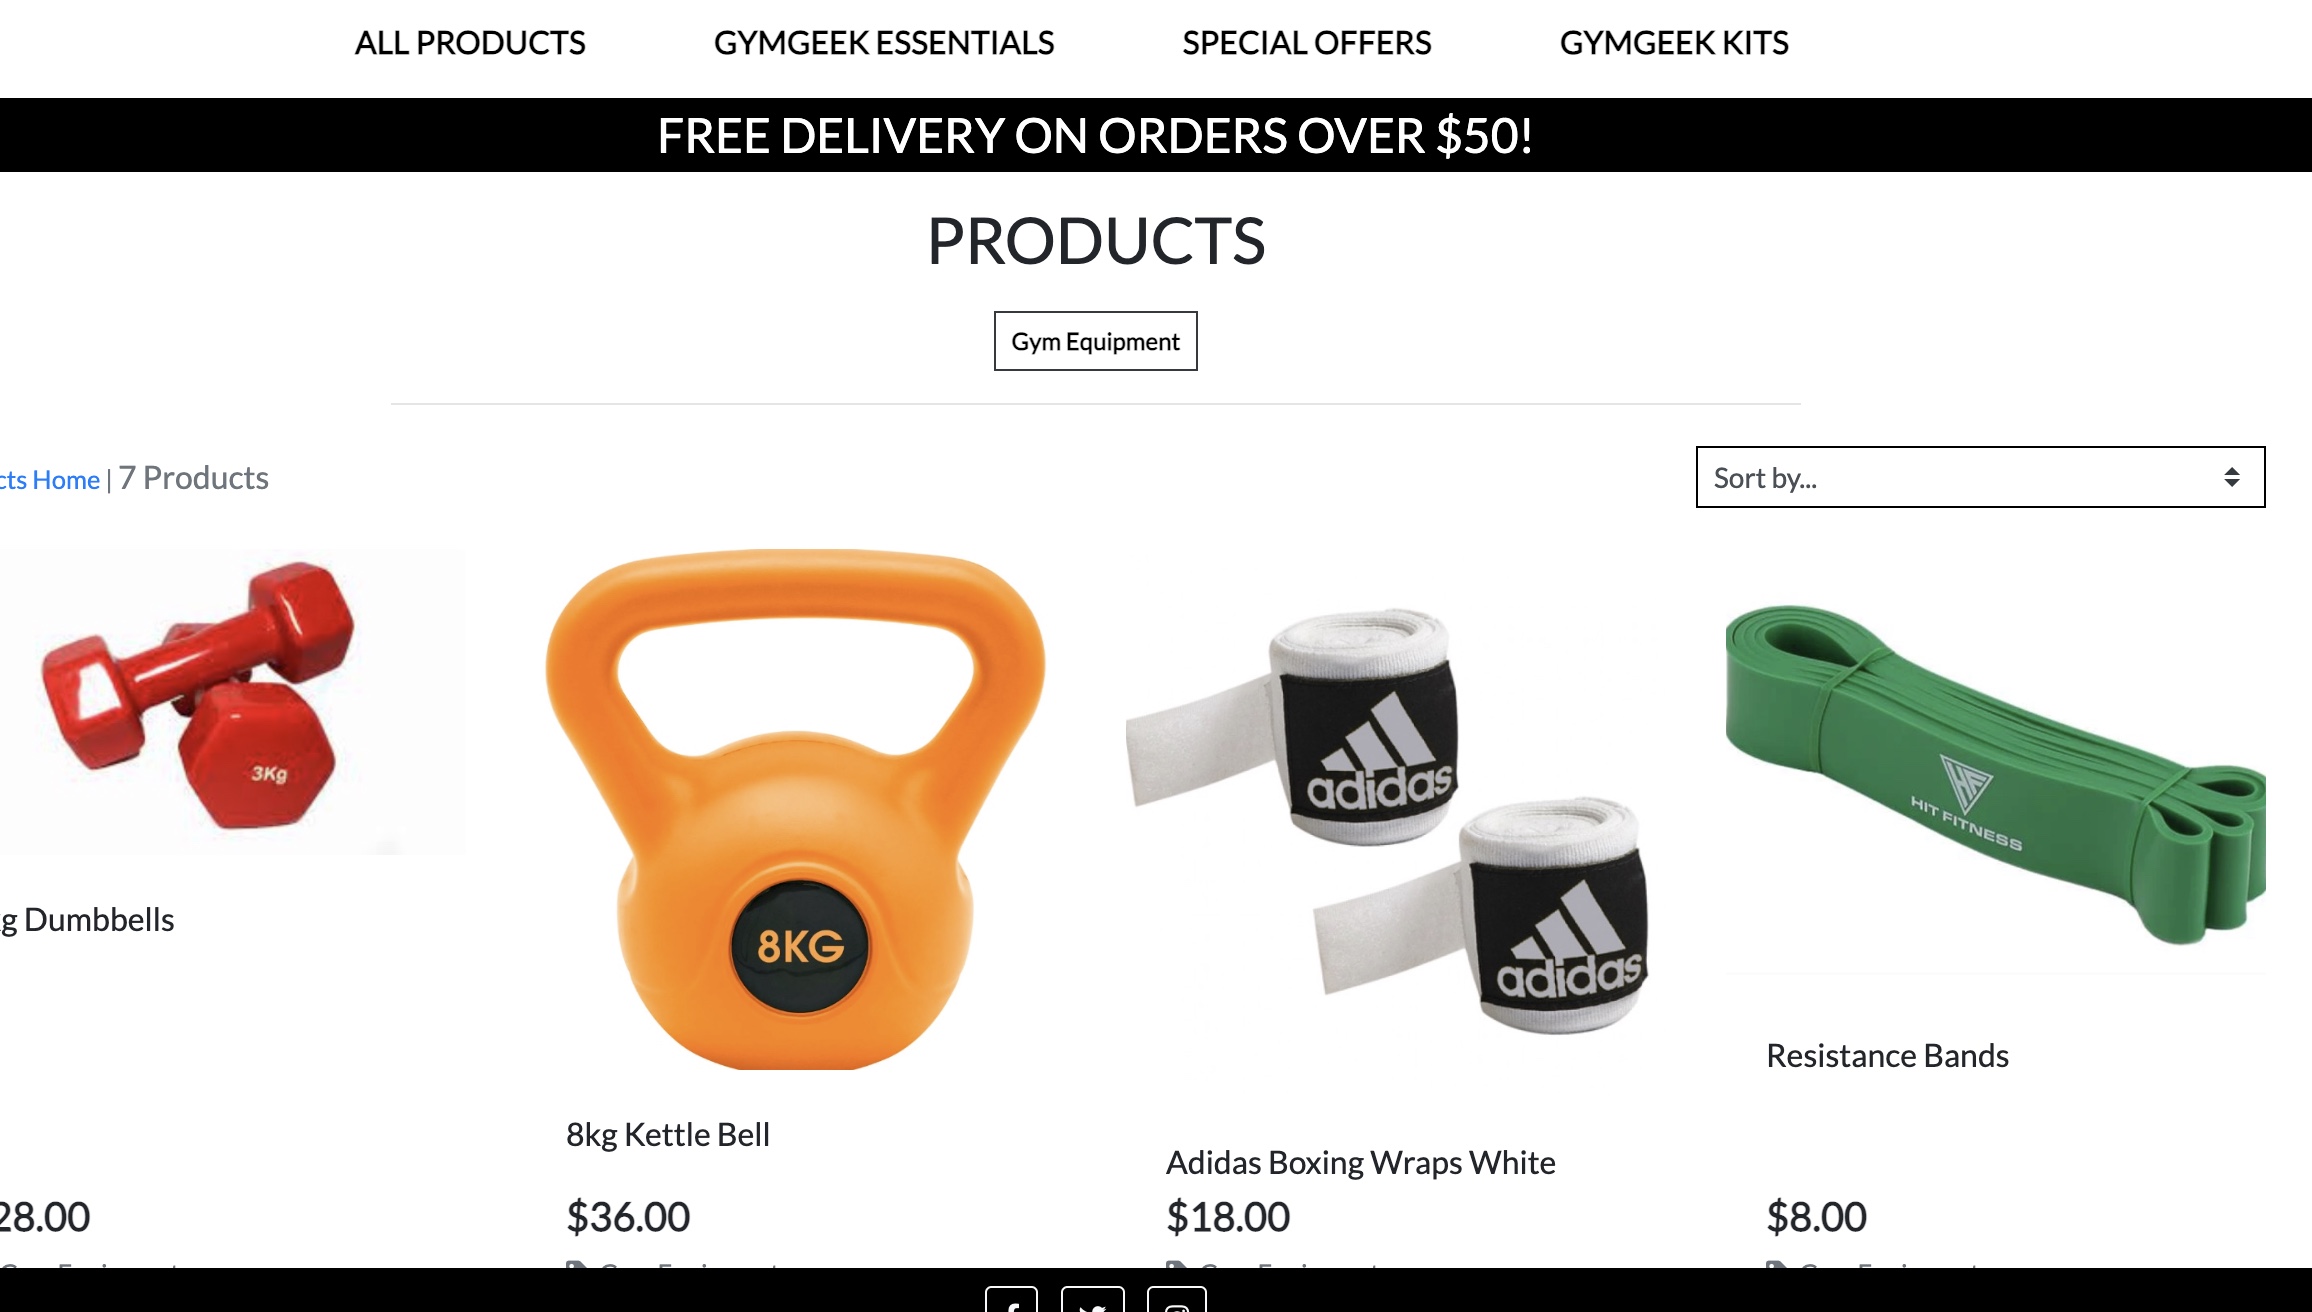 ALL PRODUCTS GYMGEEK ESSENTIALS SPECIAL OFFERS GYMGEEK KITS
FREE DELIVERY ON ORDERS OVER $50!
PRODUCTS
Gym Equipment
Home | 7 Products
Sort by...
3Kg
8KG
adidas
adidas
HIT FITNESS
Dumbbells
8kg Kettle Bell
Adidas Boxing Wraps White
Resistance Bands
28.00 $36.00 $18.00 $8.00